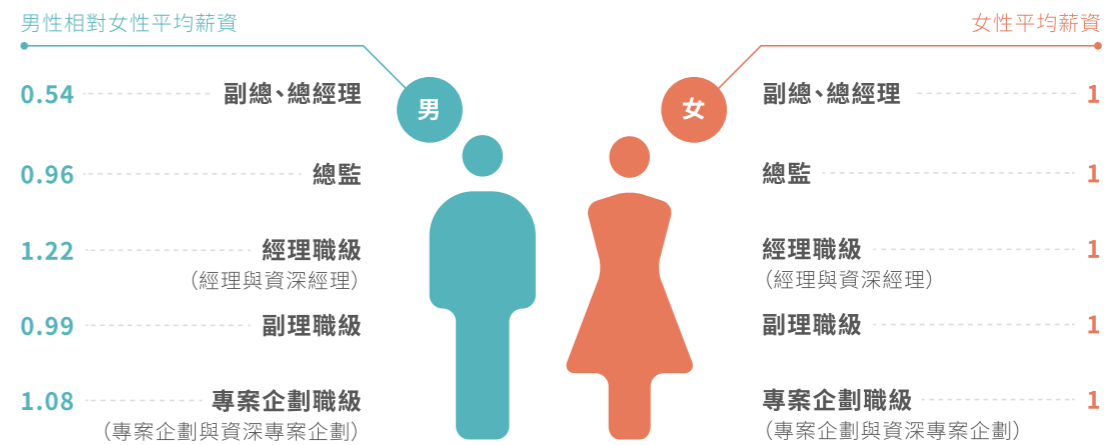 男性相對女性平均薪資
0.54 副總、總經理
0.96 總監
1.22 經理職級
（經理與資深經理）
0.99 副理職級
1.08 專案企劃職級
（專案企劃與資深專案企劃）
男
女
女性平均薪資
副總、總經理 1
總監 1
經理職級 1
（經理與資深經理）
副理職級 1
專案企劃職級 1
（專案企劃與資深專案企劃）